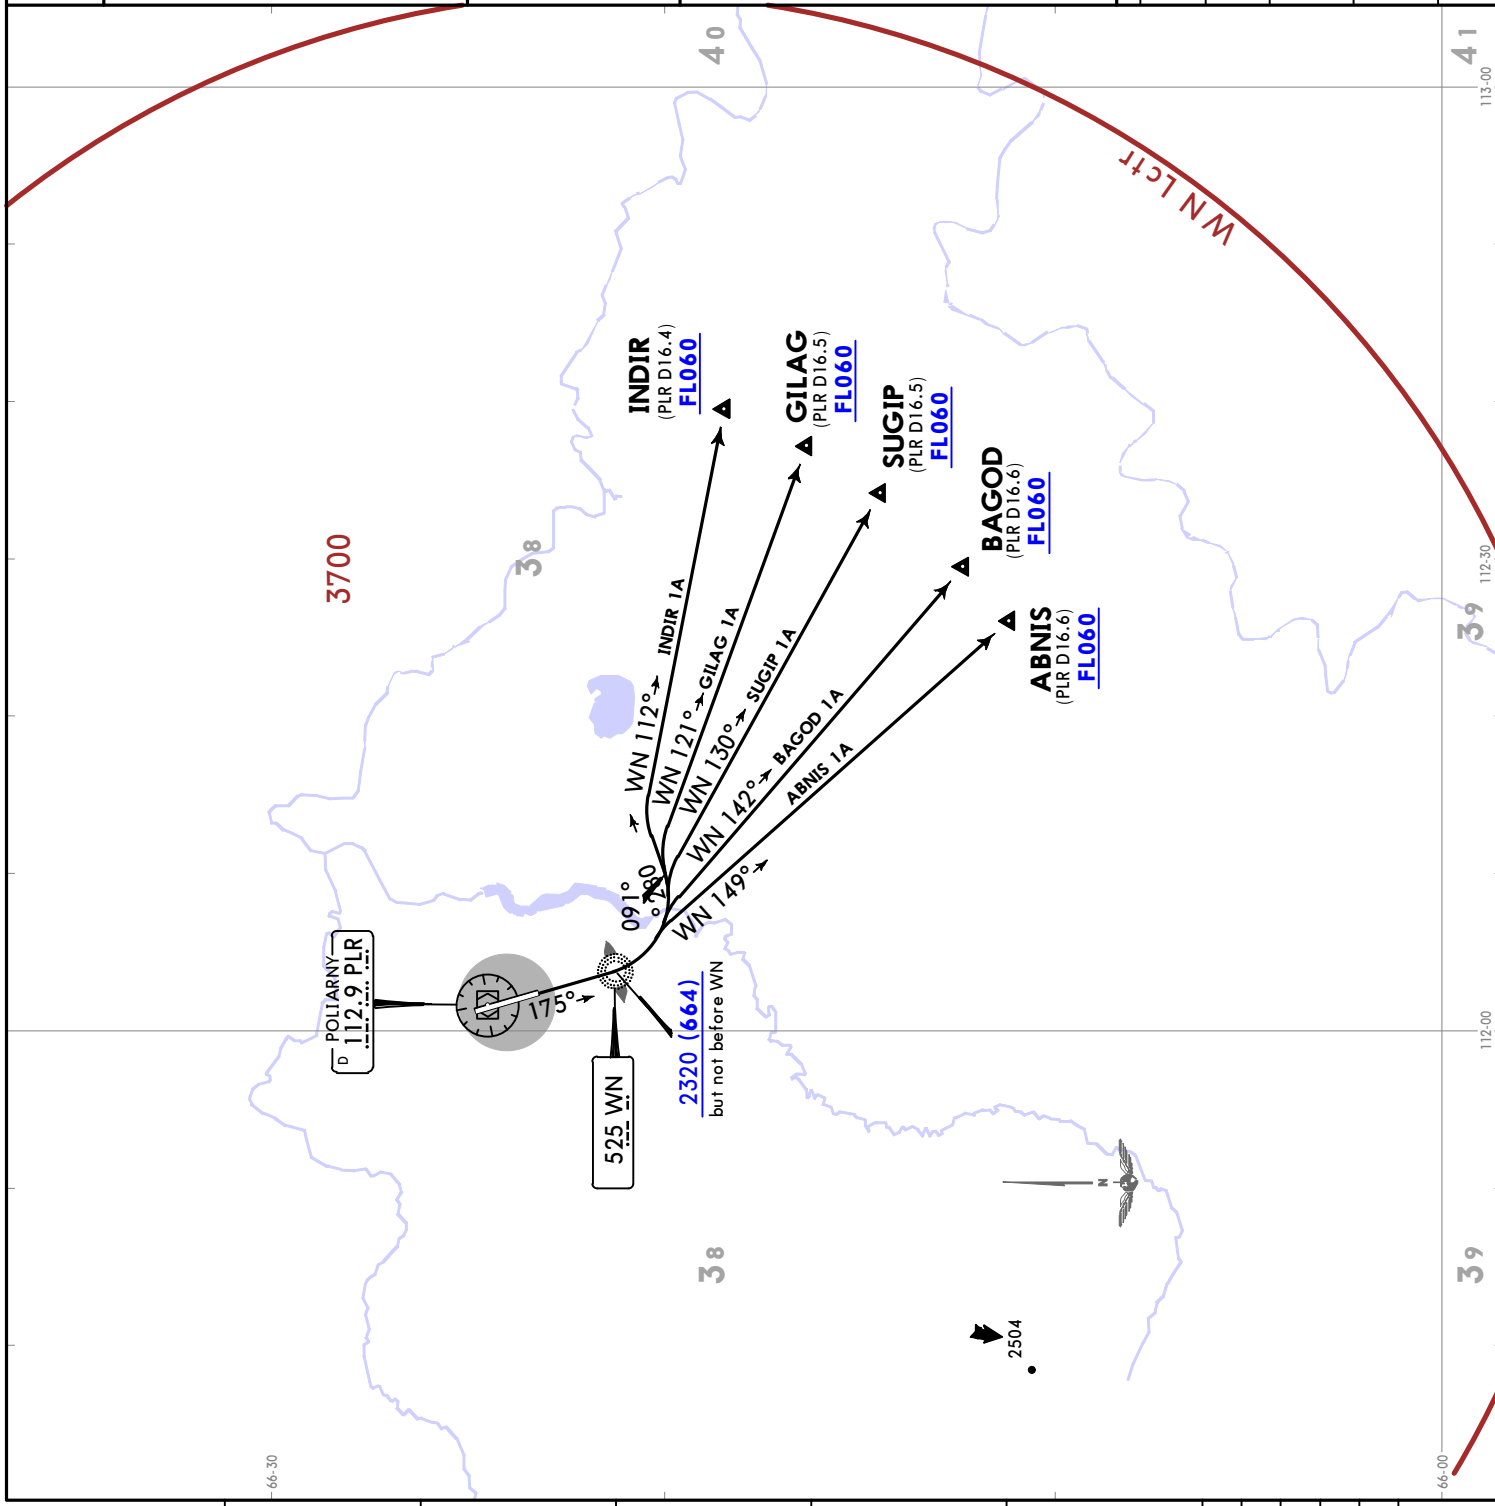 40
41
113-00
WN Lctr
INDIR
(PLR D16.4)
FL060
GILAG
(PLR D16.5)
FL060
SUGIP
(PLR D16.5)
FL060
BAGOD
(PLR D16.6)
FL060
ABNIS
(PLR D16.6)
FL060
3700
38
39
112-30
WN 112° INDIR 1A
WN 121° GILAG 1A
WN 130° SUGIP 1A
WN 142° BAGOD 1A
WN 149° ABNIS 1A
091°
080°
175°
POLIARNY
D 112.9 PLR
525 WN
2320 (664)
but not before WN
112-00
N
38
39
2504
66-30
66-00